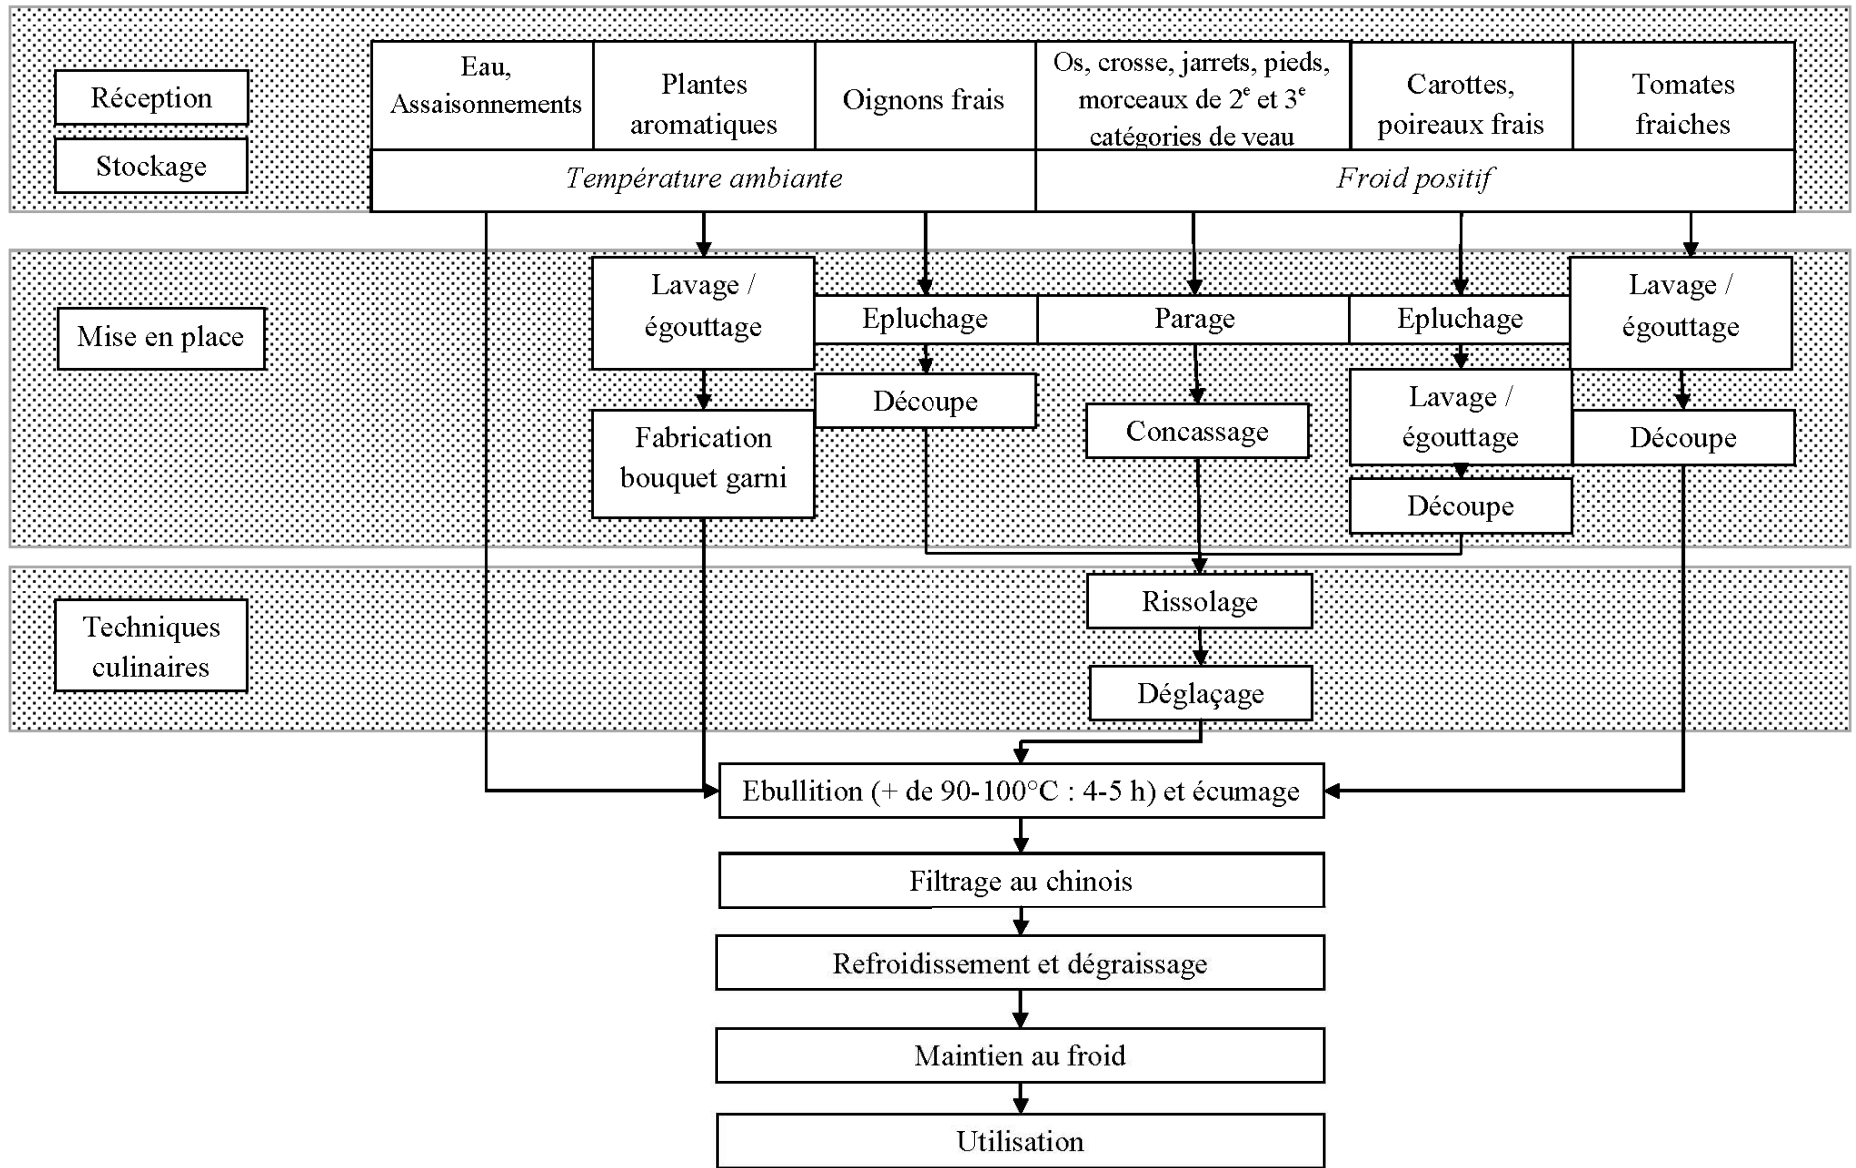 Réception
Stockage
Eau,
Assaisonnements
Plantes
aromatiques
Oignons frais
Os, crosse, jarrets, pieds,
morceaux de 2e et 3e
catégories de veau
Carottes,
poireaux frais
Tomates
fraiches
Température ambiante
Froid positif
Mise en place
Lavage /
égouttage
Fabrication
bouquet garni
Epluchage
Découpe
Parage
Concassage
Epluchage
Lavage /
égouttage
Découpe
Lavage /
égouttage
Découpe
Techniques
culinaires
Rissolage
Déglaçage
Ebullition (+ de 90-100°C : 4-5 h) et écumage
Filtrage au chinois
Refroidissement et dégraissage
Maintien au froid
Utilisation